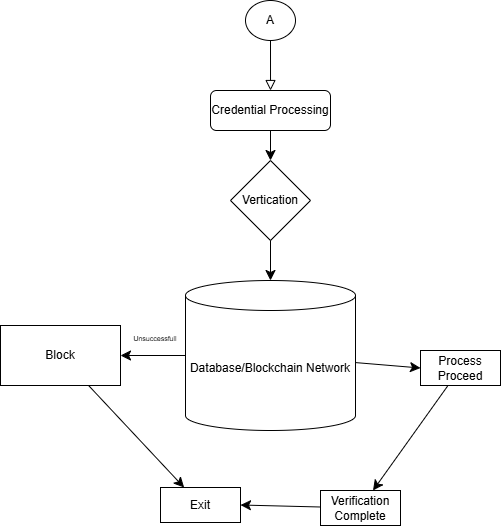 A
Credential Processing
Vertication
Unsuccessfull
Block
Database/Blockchain Network
Process
Proceed
Exit
Verification
Complete